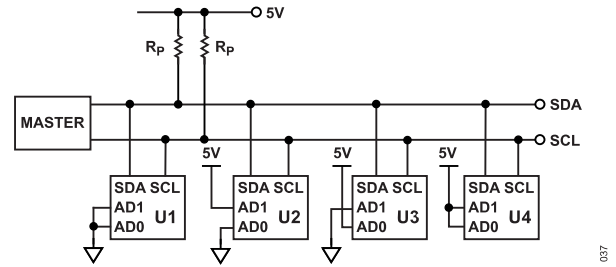 5V
RP RP
SDA
MASTER
SCL
5V 5V 5V
SDA SCL SDA SCL SDA SCL SDA SCL
AD1 AD1 AD1 AD1
U1 U2 U3 U4
AD0 AD0 AD0 AD0
037